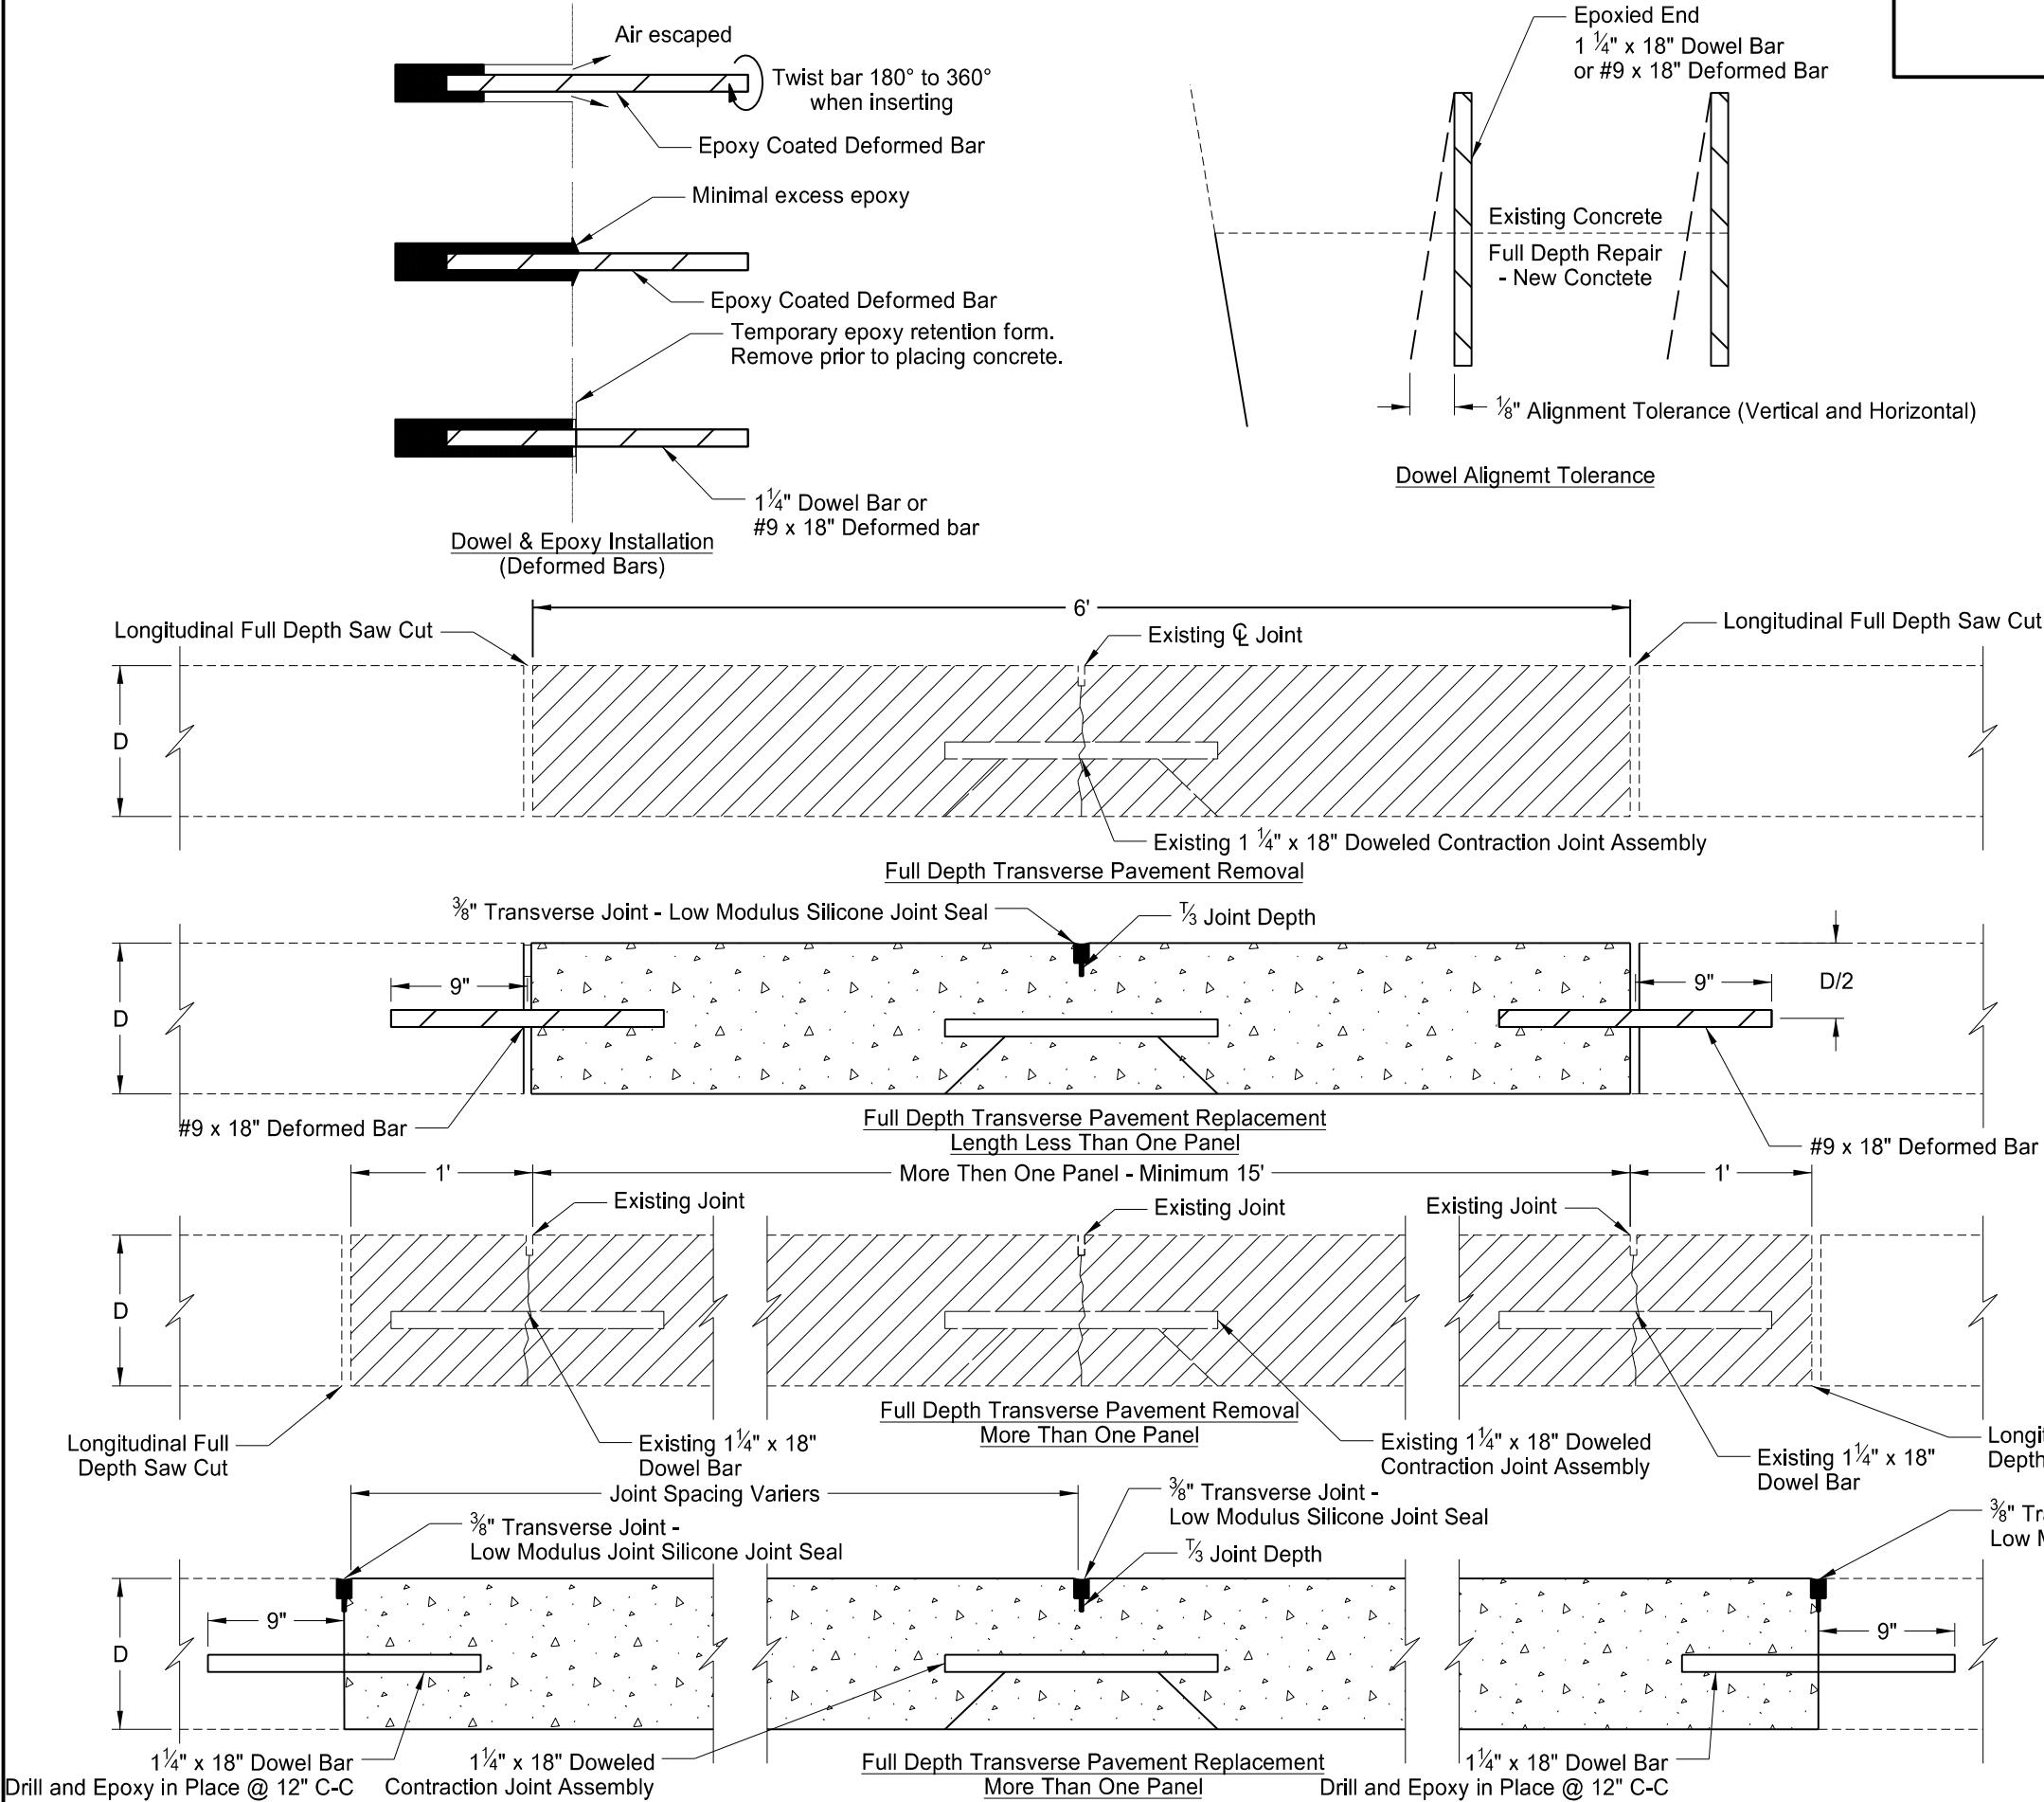 Air escaped
Twist bar 180° to 360°
when inserting
Epoxy Coated Deformed Bar
Minimal excess epoxy
Epoxy Coated Deformed Bar
Temporary epoxy retention form.
Remove prior to placing concrete.
1¼" Dowel Bar or
#9 x 18" Deformed bar
Dowel & Epoxy Installation
(Deformed Bars)
Epoxied End
1 ¼" x 18" Dowel Bar
or #9 x 18" Deformed Bar
Existing Concrete
Full Depth Repair
- New Conctete
⅛" Alignment Tolerance (Vertical and Horizontal)
Dowel Alignemt Tolerance
6'
Longitudinal Full Depth Saw Cut
Existing ℄ Joint
Longitudinal Full Depth Saw Cut
D
Existing 1 ¼" x 18" Doweled Contraction Joint Assembly
Full Depth Transverse Pavement Removal
⅜" Transverse Joint - Low Modulus Silicone Joint Seal
T/3 Joint Depth
9"
9"
D/2
D
#9 x 18" Deformed Bar
Full Depth Transverse Pavement Replacement
Length Less Than One Panel
#9 x 18" Deformed Bar
1'
More Then One Panel - Minimum 15'
1'
Existing Joint
Existing Joint
Existing Joint
D
Longitudinal Full
Depth Saw Cut
Existing 1¼" x 18"
Dowel Bar
Full Depth Transverse Pavement Removal
More Than One Panel
Existing 1¼" x 18" Doweled
Contraction Joint Assembly
Existing 1¼" x 18"
Dowel Bar
Longi
Depth
Joint Spacing Variers
⅜" Transverse Joint -
Low Modulus Joint Silicone Joint Seal
⅜" Transverse Joint -
Low Modulus Silicone Joint Seal
T/3 Joint Depth
⅜" Tra
Low M
9"
9"
D
1¼" x 18" Dowel Bar
Drill and Epoxy in Place @ 12" C-C
1¼" x 18" Doweled
Contraction Joint Assembly
Full Depth Transverse Pavement Replacement
More Than One Panel
1¼" x 18" Dowel Bar
Drill and Epoxy in Place @ 12" C-C